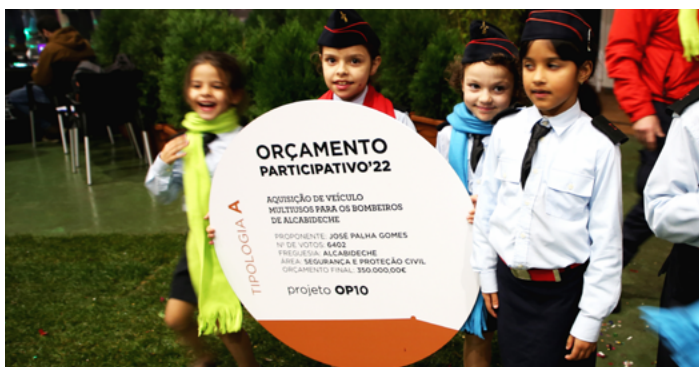 ORÇAMENTO
PARTICIPATIVO'22
AQUISIÇÃO DE VEÍCULO
MULTIUSOS PARA OS BOMBEIROS
DE ALCABIDECHE
PROPONENTE: JOSÉ PALHA GOMES
Nº DE VOTOS: 6402
FREGUESIA: ALCABIDECHE
ÁREA: SEGURANÇA E PROTEÇÃO CIVIL
ORÇAMENTO FINAL: 350.000,00€
projeto OP10
TIPOLOGIA A